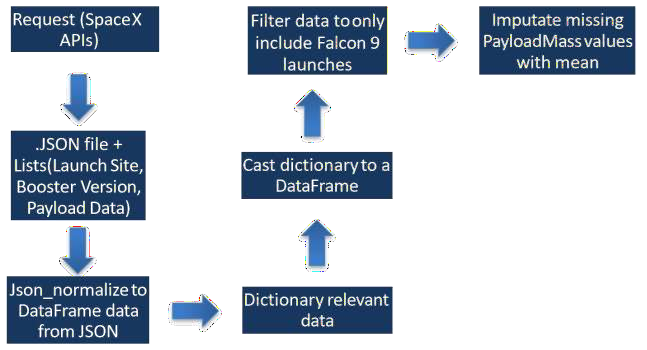 Request (SpaceX
APIs)
.JSON file +
Lists(Launch Site,
Booster Version,
Payload Data)
Json_normalize to
DataFrame data
from JSON
Dictionary relevant
data
Cast dictionary to a
DataFrame
Filter data to only
include Falcon 9
launches
Imputate missing
PayloadMass values
with mean